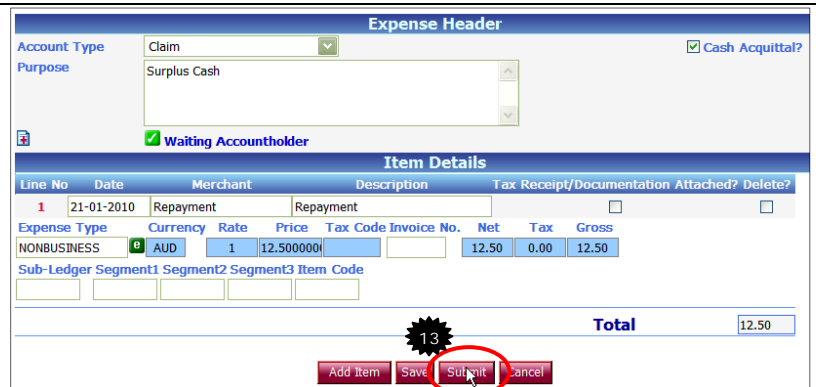 Expense Header
Account Type Claim Cash Acquittal?
Purpose Surplus Cash
Waiting Accountholder
Item Details
Line No Date Merchant Description Tax Receipt/Documentation Attached? Delete?
1 21-01-2010 Repayment Repayment
Expense Type Currency Rate Price Tax Code Invoice No. Net Tax Gross
NONBUSINESS e AUD 1 12.5000000 12.50 0.00 12.50
Sub-Ledger Segment1 Segment2 Segment3 Item Code
Total 12.50
13
Add Item Save Submit Cancel